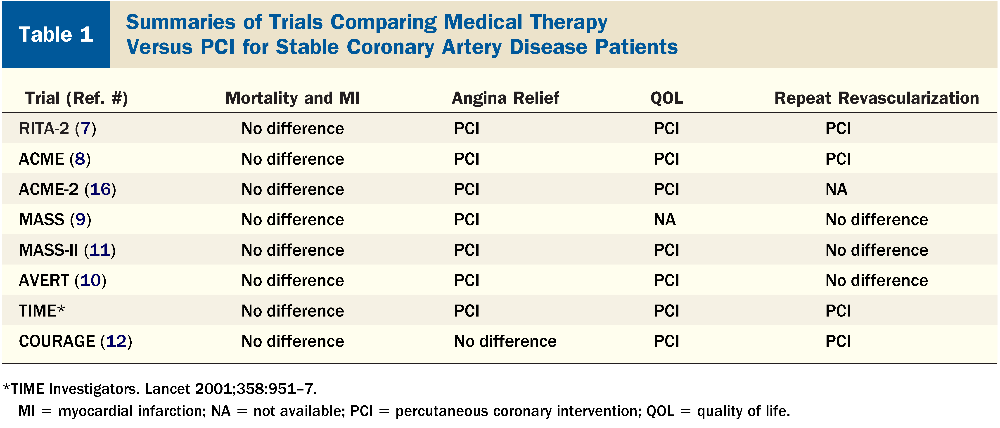 Table 1
Summaries of Trials Comparing Medical Therapy
Versus PCI for Stable Coronary Artery Disease Patients
Trial (Ref. #) Mortality and MI Angina Relief QOL Repeat Revascularization
RITA-2 (7) No difference PCI PCI PCI
ACME (8) No difference PCI PCI PCI
ACME-2 (16) No difference PCI PCI NA
MASS (9) No difference PCI NA No difference
MASS-II (11) No difference PCI PCI No difference
AVERT (10) No difference PCI PCI No difference
TIME* No difference PCI PCI PCI
COURAGE (12) No difference No difference PCI PCI
*TIME Investigators. Lancet 2001;358:951–7.
MI = myocardial infarction; NA = not available; PCI = percutaneous coronary intervention; QOL = quality of life.